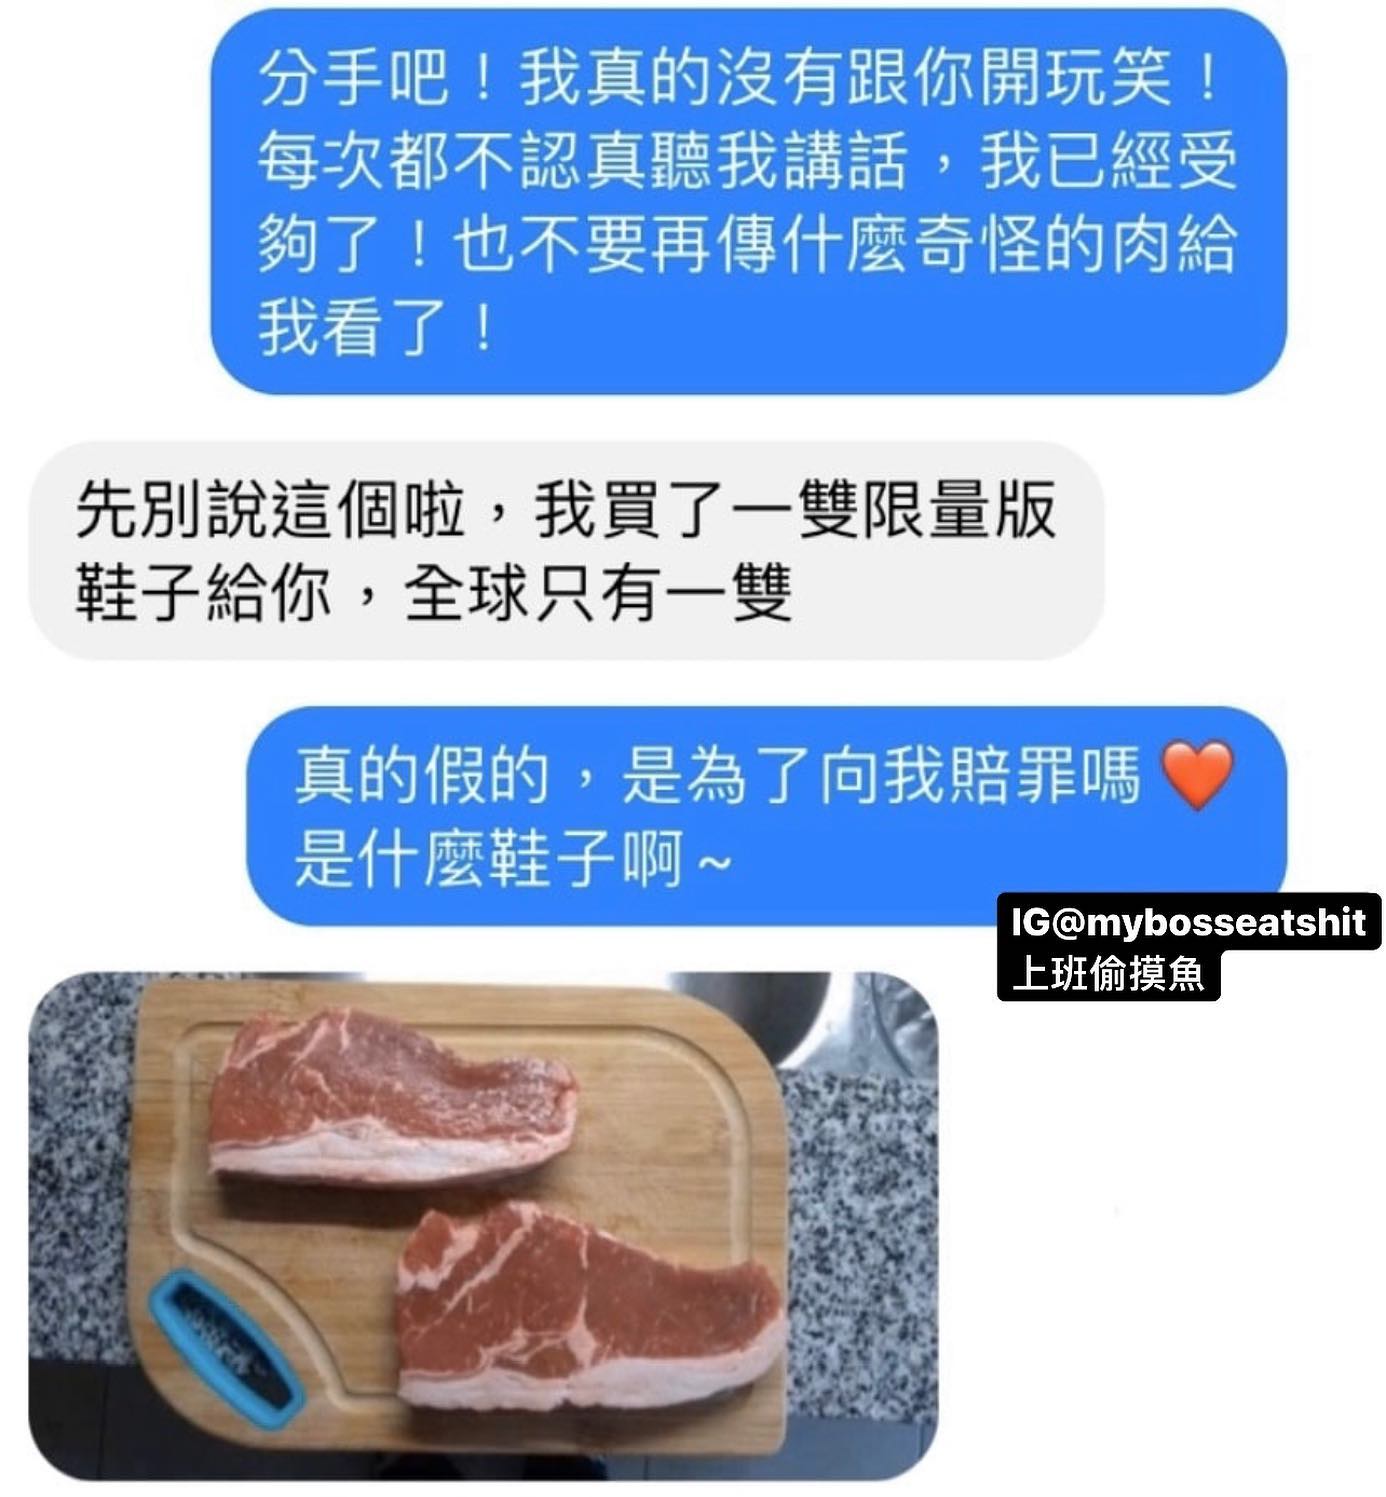 分手吧！我真的沒有跟你開玩笑！
每次都不認真聽我講話，我已經受
夠了！也不要再傳什麼奇怪的肉給
我看了！
先別說這個啦，我買了一雙限量版
鞋子給你，全球只有一雙
真的假的，是為了向我賠罪嗎❤️
是什麼鞋子啊~
IG@mybosseatshit
上班偷摸魚